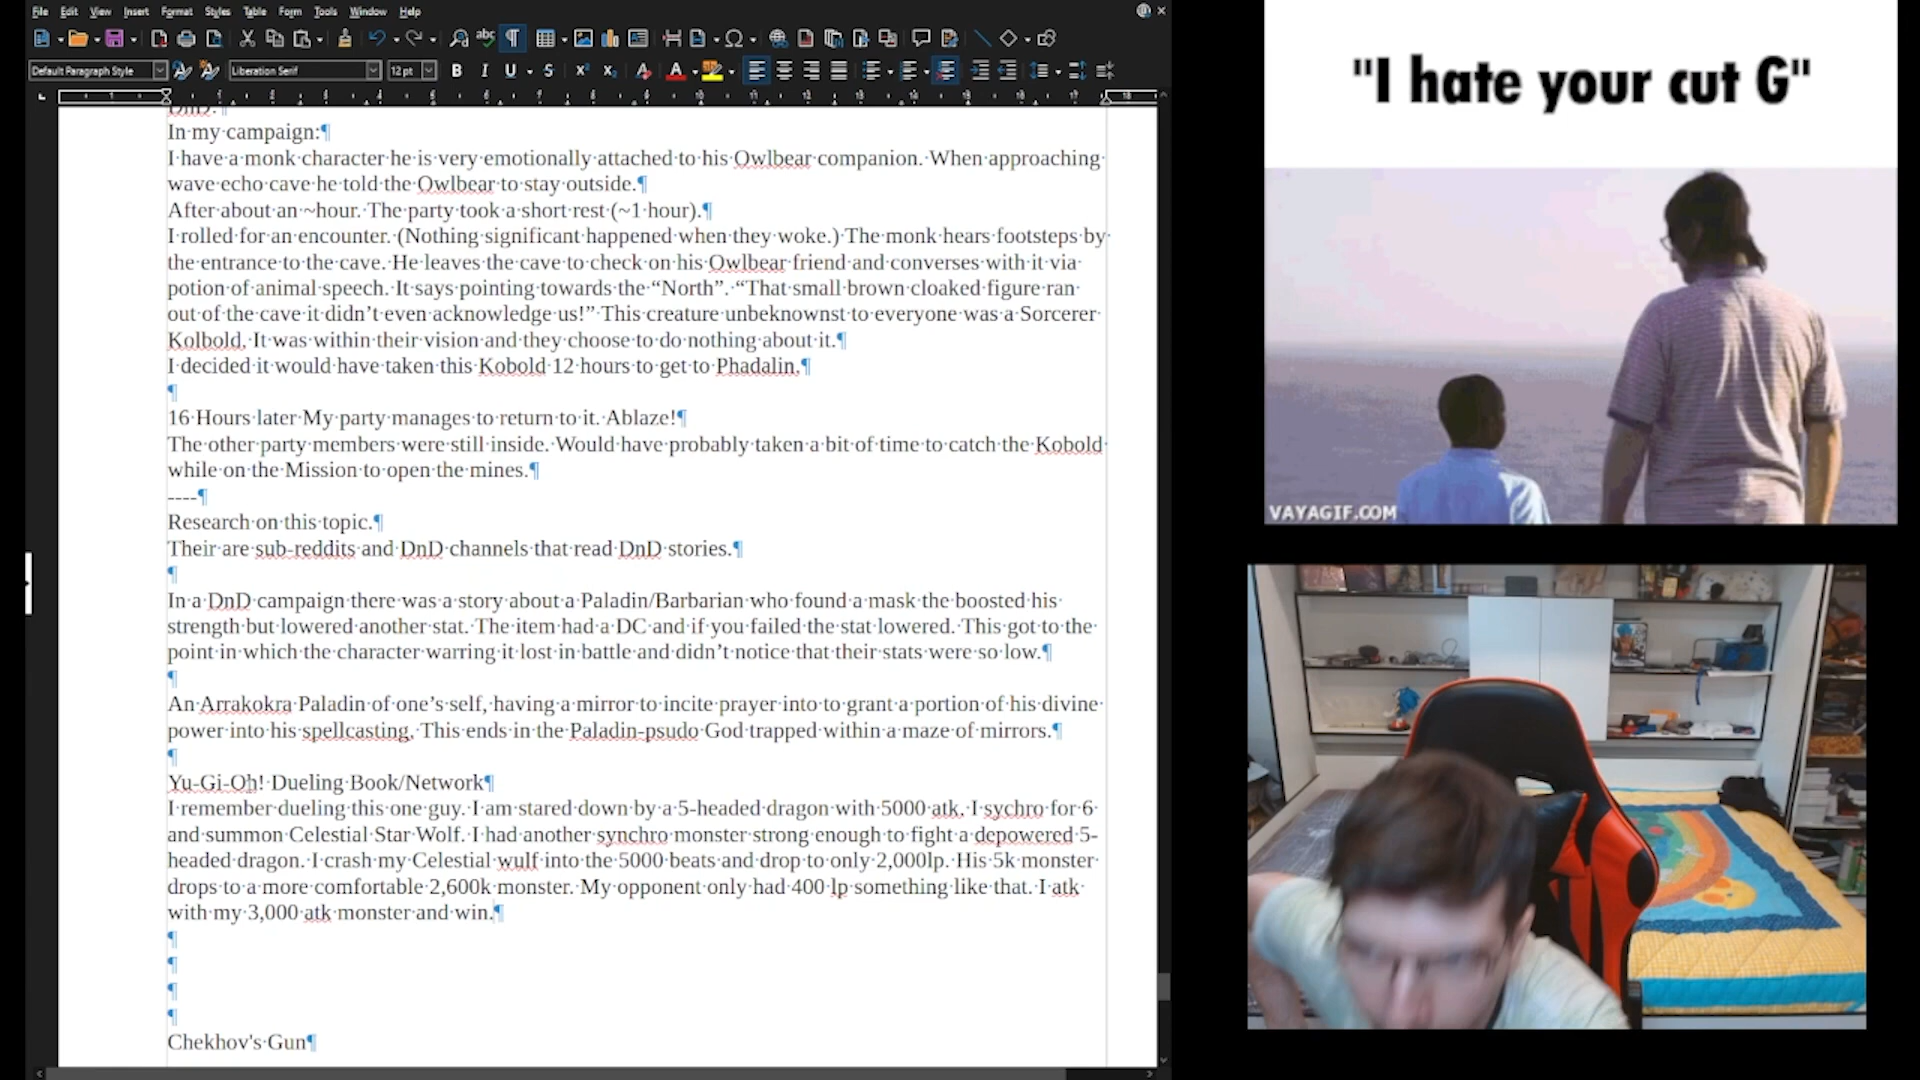 File Edit View Insert Format Styles Table Form Tools Window Help
Default Paragraph Style Liberation Serif 12 pt
In my campaign:
I have a monk character he is very emotionally attached to his Owlbear companion. When approaching
wave echo cave he told the Owlbear to stay outside.
After about an ~hour. The party took a short rest (~1 hour).
I rolled for an encounter. (Nothing significant happened when they woke.) The monk hears footsteps by
the entrance to the cave. He leaves the cave to check on his Owlbear friend and converses with it via
potion of animal speech. It says pointing towards the “North”. “That small brown cloaked figure ran
out of the cave it didn’t even acknowledge us!” This creature unbeknownst to everyone was a Sorcerer
Kolbold. It was within their vision and they choose to do nothing about it.
I decided it would have taken this Kobold 12 hours to get to Phadalin.
16 Hours later My party manages to return to it. Ablaze!
The other party members were still inside. Would have probably taken a bit of time to catch the Kobold
while on the Mission to open the mines.
----
Research on this topic.
Their are sub-reddits and DnD channels that read DnD stories.
In a DnD campaign there was a story about a Paladin/Barbarian who found a mask the boosted his
strength but lowered another stat. The item had a DC and if you failed the stat lowered. This got to the
point in which the character warring it lost in battle and didn’t notice that their stats were so low.
An Arrakokra Paladin of one’s self, having a mirror to incite prayer into to grant a portion of his divine
power into his spellcasting. This ends in the Paladin-psudo God trapped within a maze of mirrors.
Yu-Gi-Oh! Dueling Book/Network
I remember dueling this one guy. I am stared down by a 5-headed dragon with 5000 atk. I sychro for 6
and summon Celestial Star Wolf. I had another synchro monster strong enough to fight a depowered 5-
headed dragon. I crash my Celestial wulf into the 5000 beats and drop to only 2,000lp. His 5k monster
drops to a more comfortable 2,600k monster. My opponent only had 400 lp something like that. I atk
with my 3,000 atk monster and win.
Chekhov's Gun
"I hate your cut G"
VAYAGIF.COM